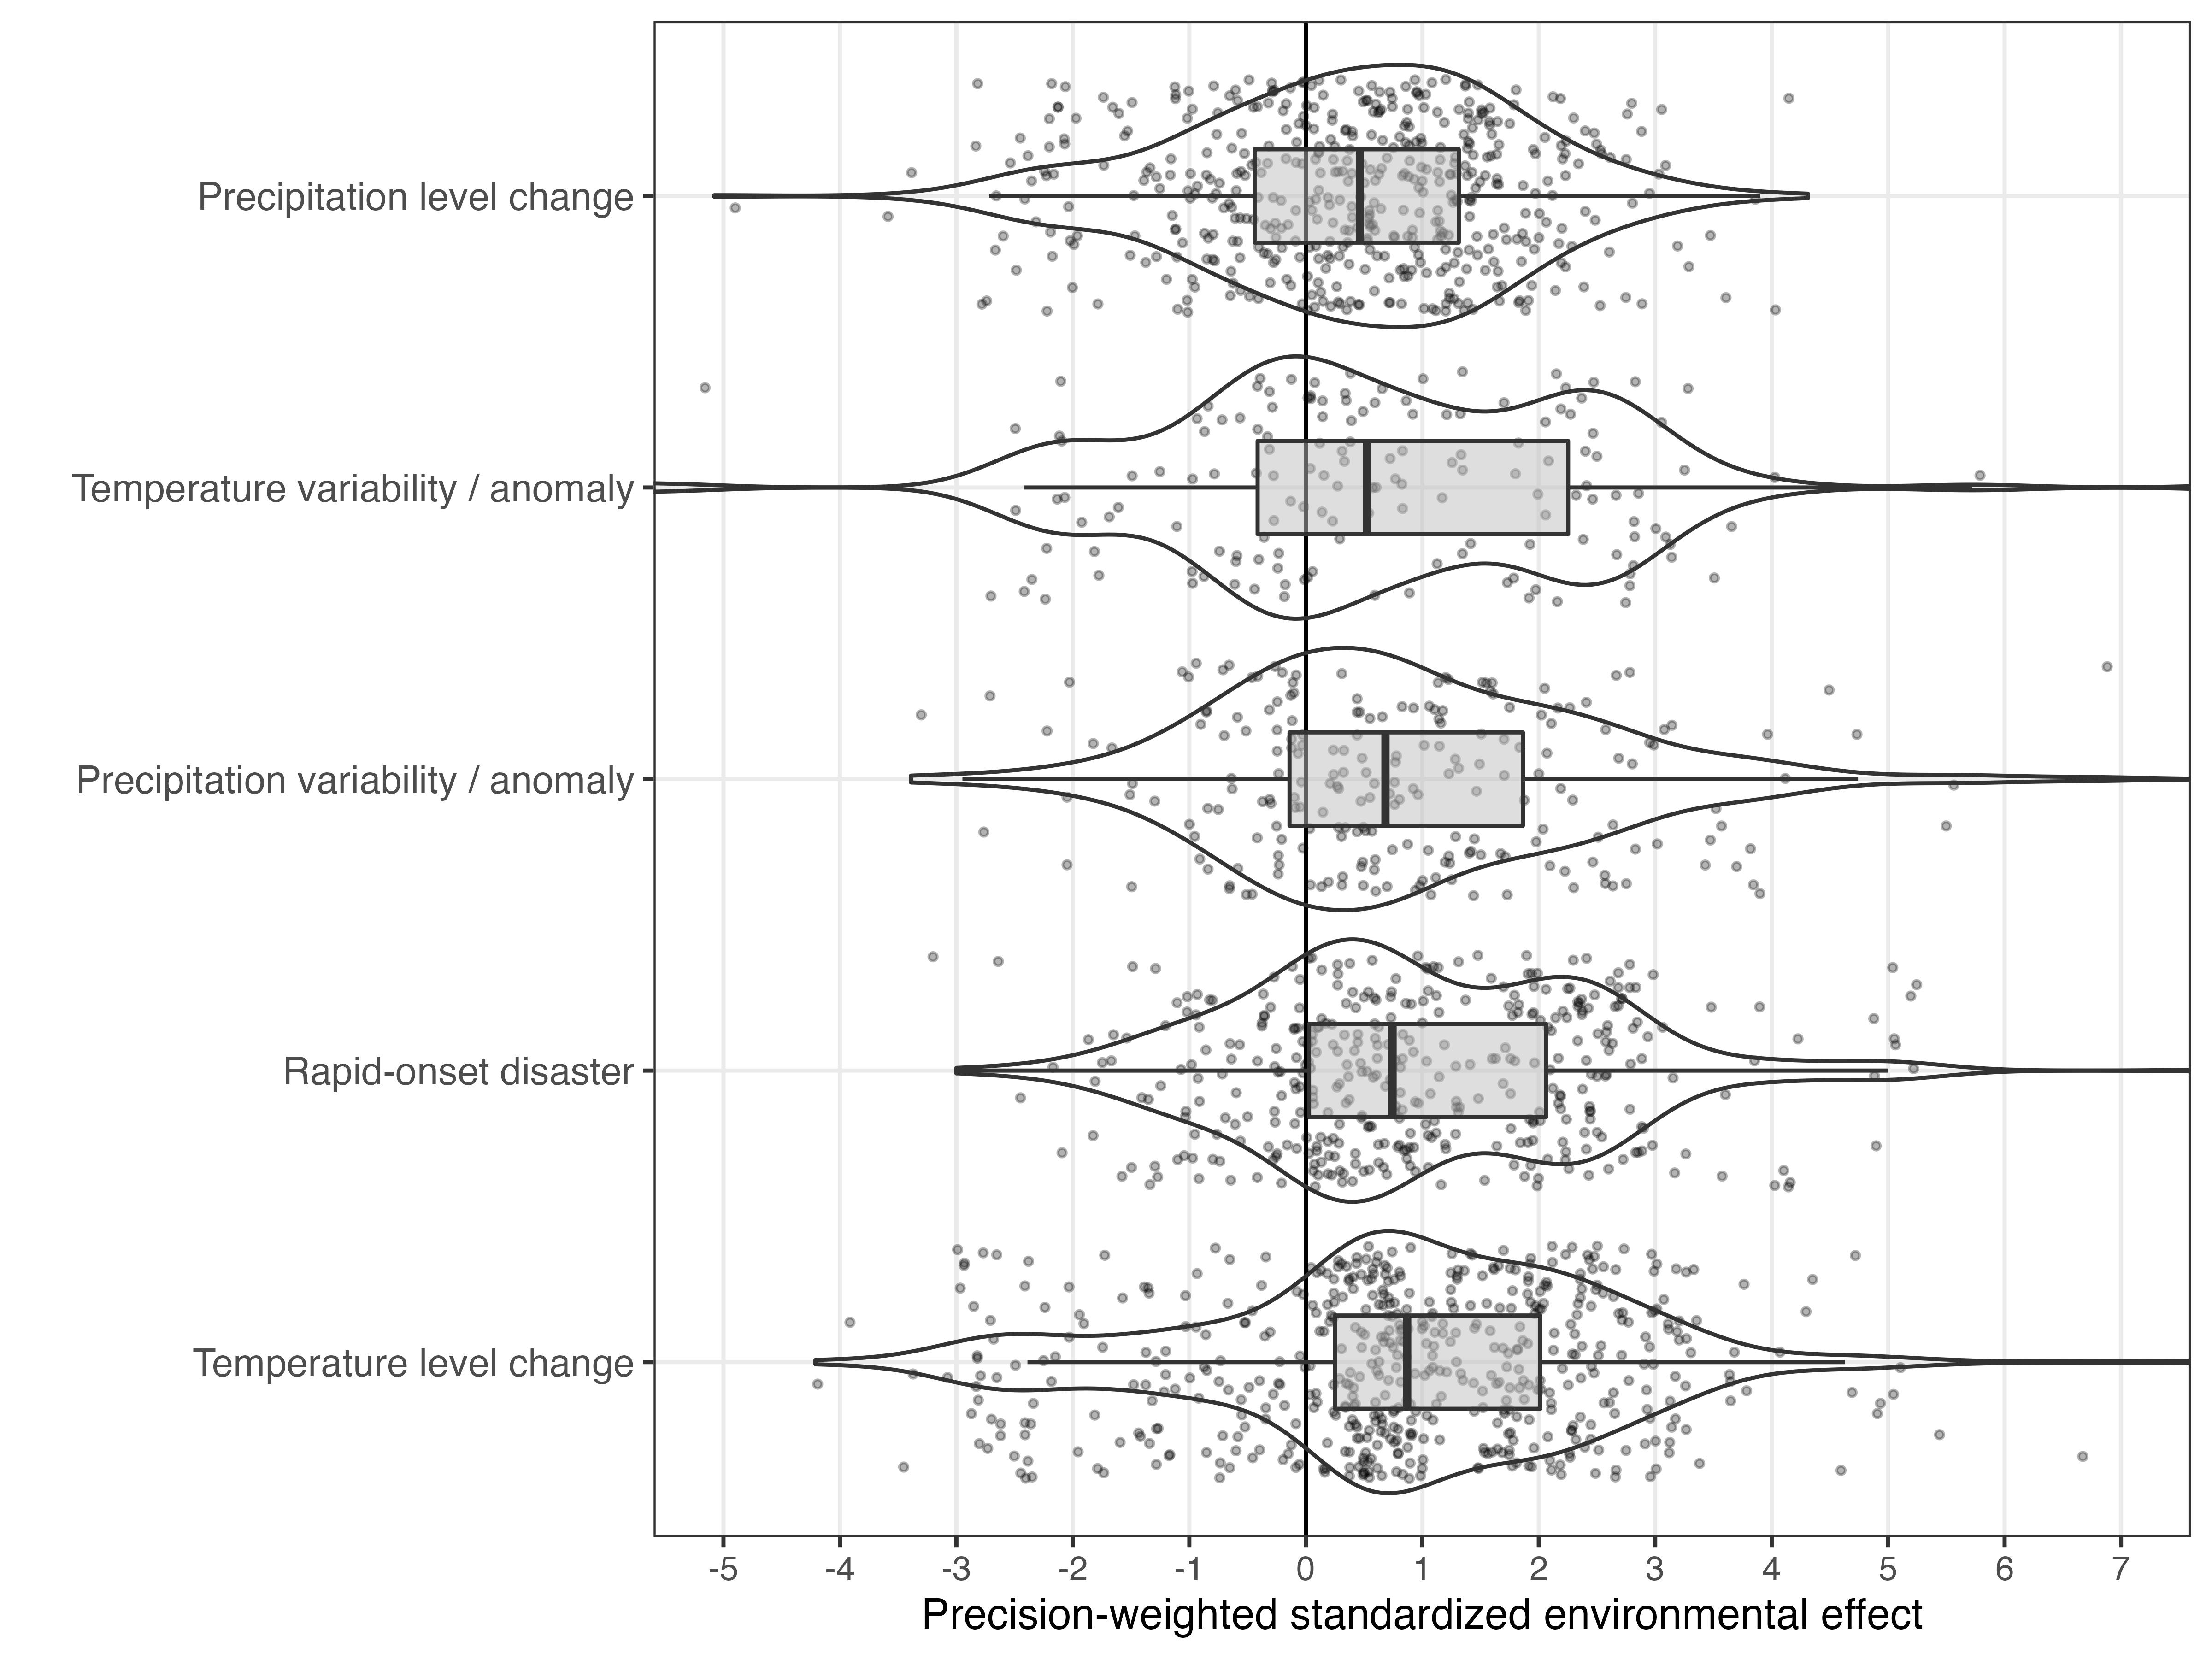 Precipitation level change
Temperature variability / anomaly
Precipitation variability / anomaly
Rapid-onset disaster
Temperature level change
-5 -4 -3 -2 -1 0 1 2 3 4 5 6 7
Precision-weighted standardized environmental effect